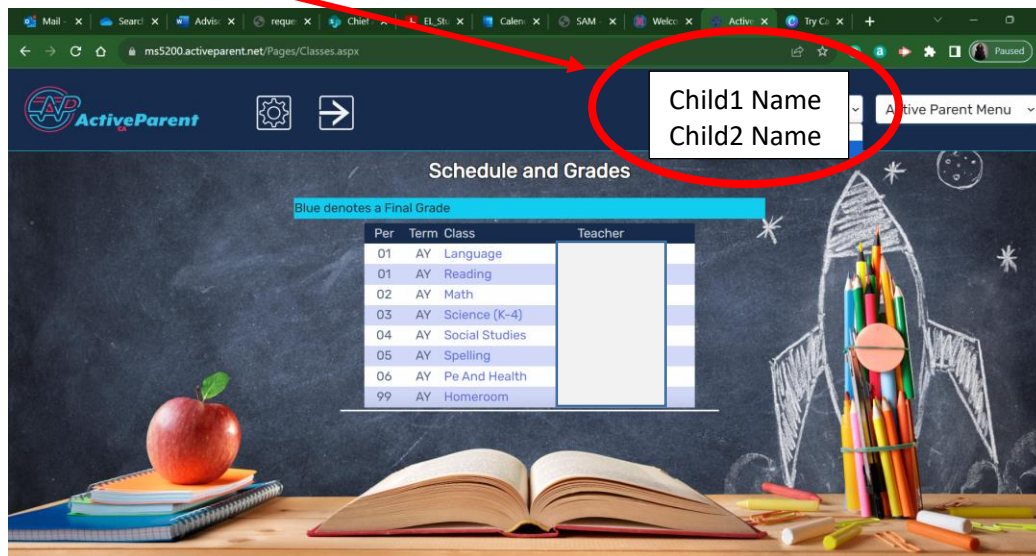 Mail - Search Advis reque Chief EL_Stu Calen SAM - Welco Active Try Ca
ms5200.activeparent.net/Pages/Classes.aspx Paused
ActiveParent
CA
Child1 Name
Child2 Name
Active Parent Menu
Schedule and Grades
Blue denotes a Final Grade
Per Term Class Teacher
01 AY Language
01 AY Reading
02 AY Math
03 AY Science (K-4)
04 AY Social Studies
05 AY Spelling
06 AY Pe And Health
99 AY Homeroom